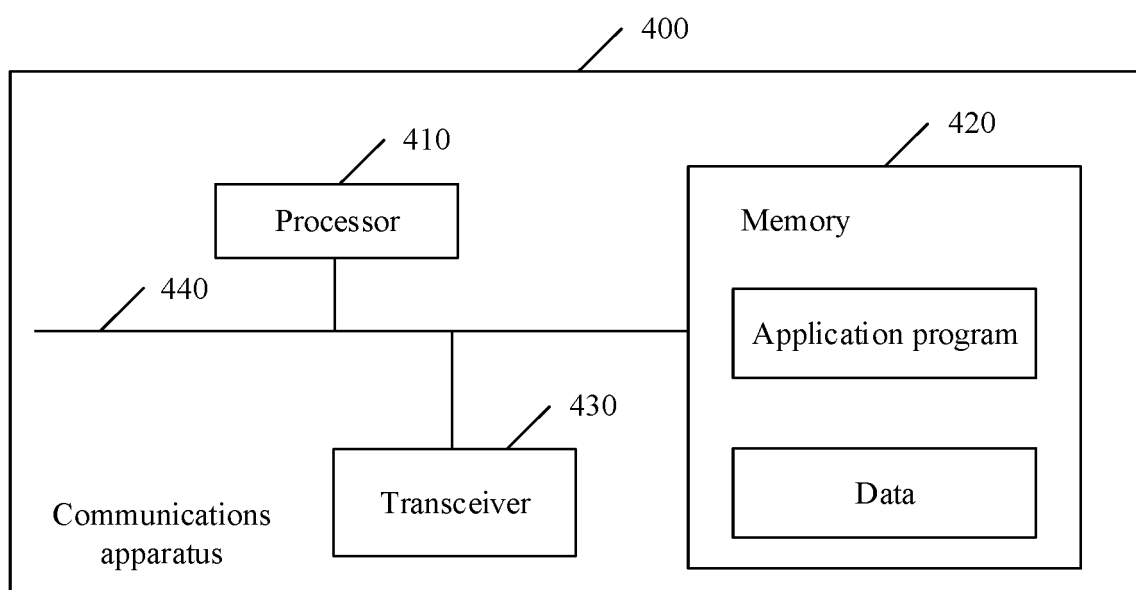 400
410
420
Processor
Memory
440
Application program
430
Transceiver
Data
Communications
apparatus